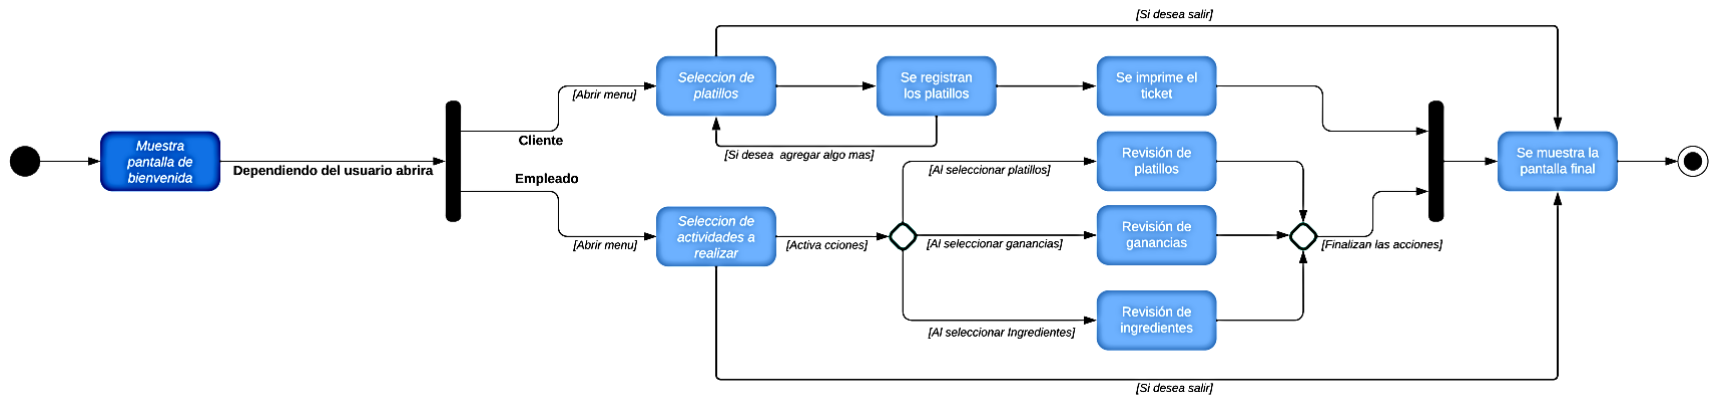 [Si desea salir]
Seleccion de
platillos
Se registran
los platillos
Se imprime el
ticket
[Abrir menu]
Cliente
[Si desea  agregar algo mas]
Muestra
pantalla de
bienvenida
Dependiendo del usuario abrira
[Al seleccionar platillos]
Revisión de
platillos
Se muestra la
pantalla final
Empleado
Seleccion de
actividades a
realizar
[Abrir menu]
[Activa cciones]
[Al seleccionar ganancias]
Revisión de
ganancias
[Finalizan las acciones]
[Al seleccionar Ingredientes]
Revisión de
ingredientes
[Si desea salir]